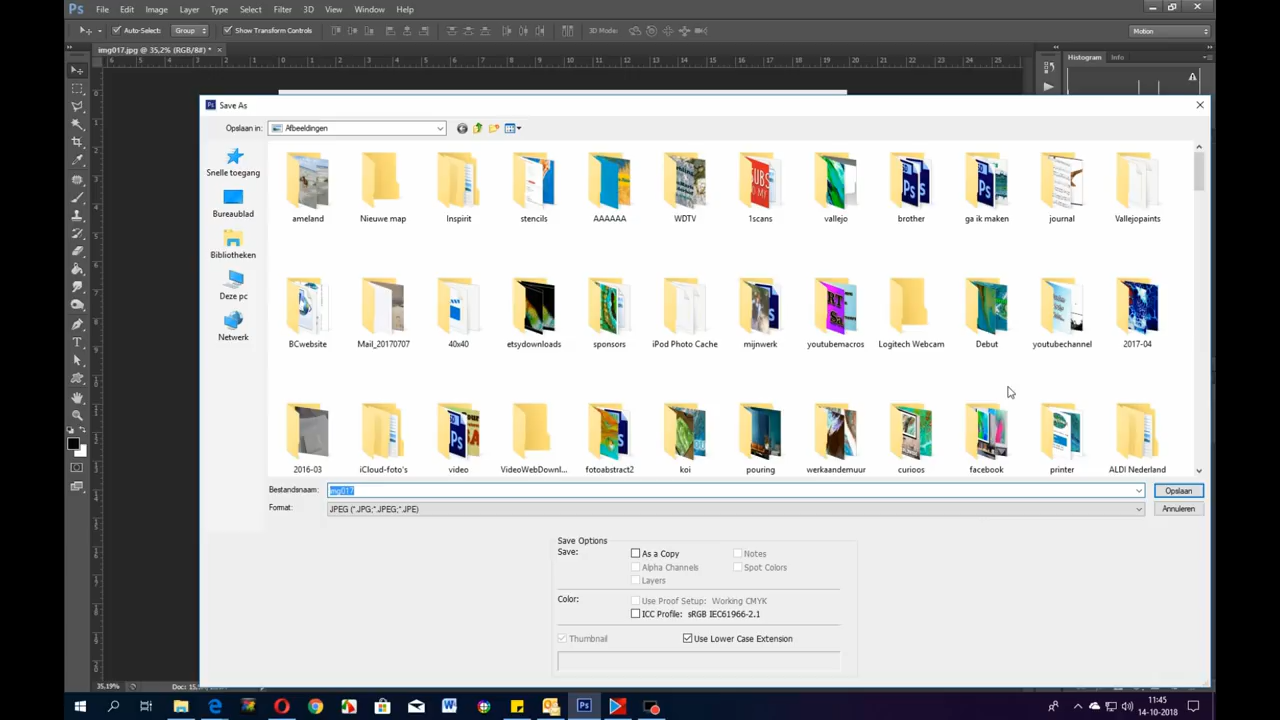 Ps File Edit Image Layer Type Select Filter 3D View Window Help
Auto-Select: Group Show Transform Controls 3D Mode: Motion
img017.jpg @ 35,2% (RGB/8#) * ×
Histogram Info
Save As
Opslaan in: Afbeeldingen
Snelle toegang
Bureaublad
Bibliotheken
Deze pc
Netwerk
ameland Nieuwe map Inspirit stencils AAAAAA WDTV 1scans vallejo brother ga ik maken journal Vallejopaints
BCwebsite Mail_20170707 40x40 etsydownloads sponsors iPod Photo Cache mijnwerk youtubemacros Logitech Webcam Debut youtubechannel 2017-04
2016-03 iCloud-foto's video VideoWebDownl... fotoabstract2 koi pouring werkaandemuur curioos facebook printer ALDI Nederland
Bestandsnaam: img017 Opslaan
Format: JPEG (*.JPG;*.JPEG;*.JPE) Annuleren
Save Options
Save: As a Copy Notes
Alpha Channels Spot Colors
Layers
Color: Use Proof Setup: Working CMYK
ICC Profile: sRGB IEC61966-2.1
Thumbnail Use Lower Case Extension
35,19%
11:45
14-10-2018